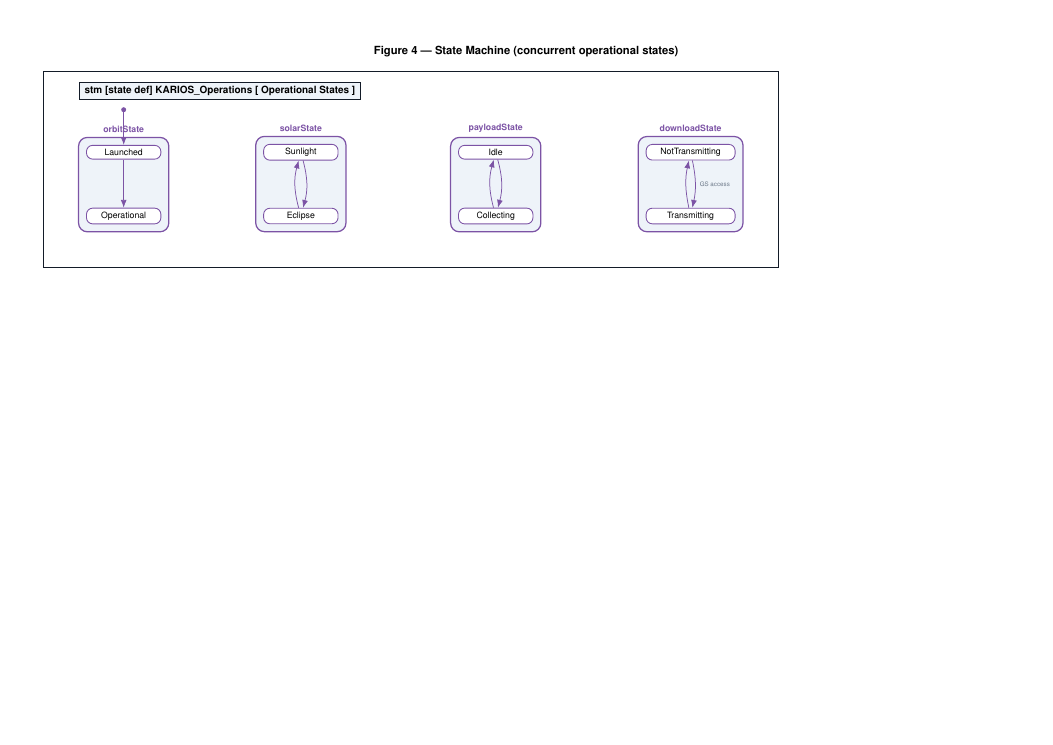 Figure 4 — State Machine (concurrent operational states)
stm [state def] KARIOS_Operations [ Operational States ]
orbitState
Launched
Operational
solarState
Sunlight
Eclipse
payloadState
Idle
Collecting
downloadState
NotTransmitting
GS access
Transmitting